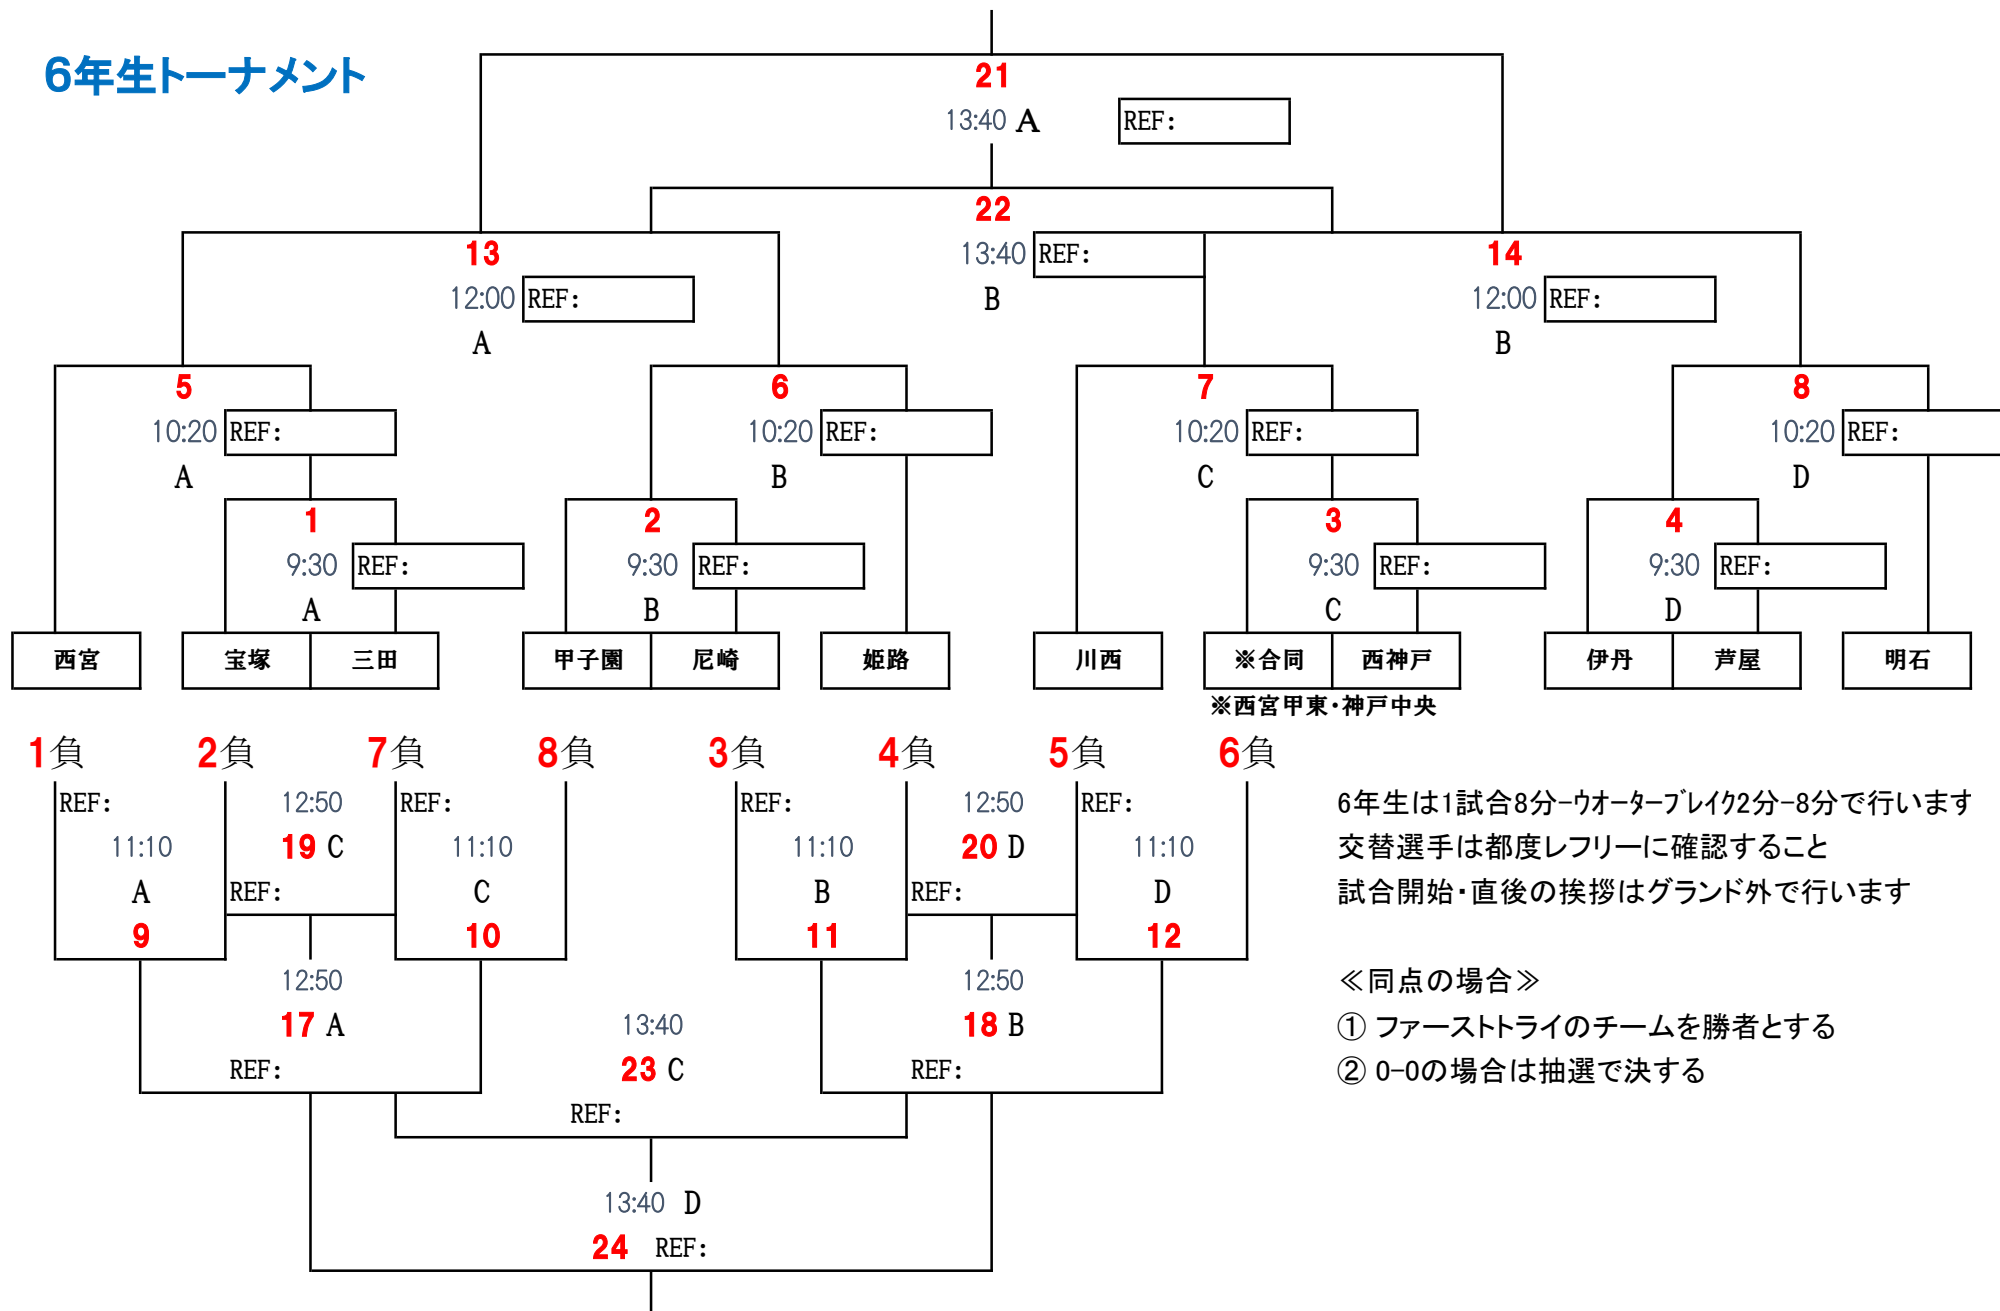 6年生トーナメント
21
13:40 A REF:
22
13:40 REF:
B
13
12:00 REF:
A
14
12:00 REF:
B
5
10:20 REF:
A
6
10:20 REF:
B
7
10:20 REF:
C
8
10:20 REF:
D
1
9:30 REF:
A
2
9:30 REF:
B
3
9:30 REF:
C
4
9:30 REF:
D
西宮 宝塚 三田 甲子園 尼崎 姫路 川西 ※合同 西神戸 伊丹 芦屋 明石
※西宮甲東・神戸中央
1負 2負 7負 8負 3負 4負 5負 6負
REF: 12:50 REF: REF: 12:50 REF:
11:10 19 C 11:10 11:10 20 D 11:10
A REF: C B REF: D
9 10 11 12
12:50 12:50
17 A 13:40 18 B
REF: 23 C REF:
REF:
13:40 D
24 REF:
6年生は1試合8分-ウオーターブレイク2分-8分で行います
交替選手は都度レフリーに確認すること
試合開始・直後の挨拶はグランド外で行います
≪同点の場合≫
① ファーストトライのチームを勝者とする
② 0-0の場合は抽選で決する